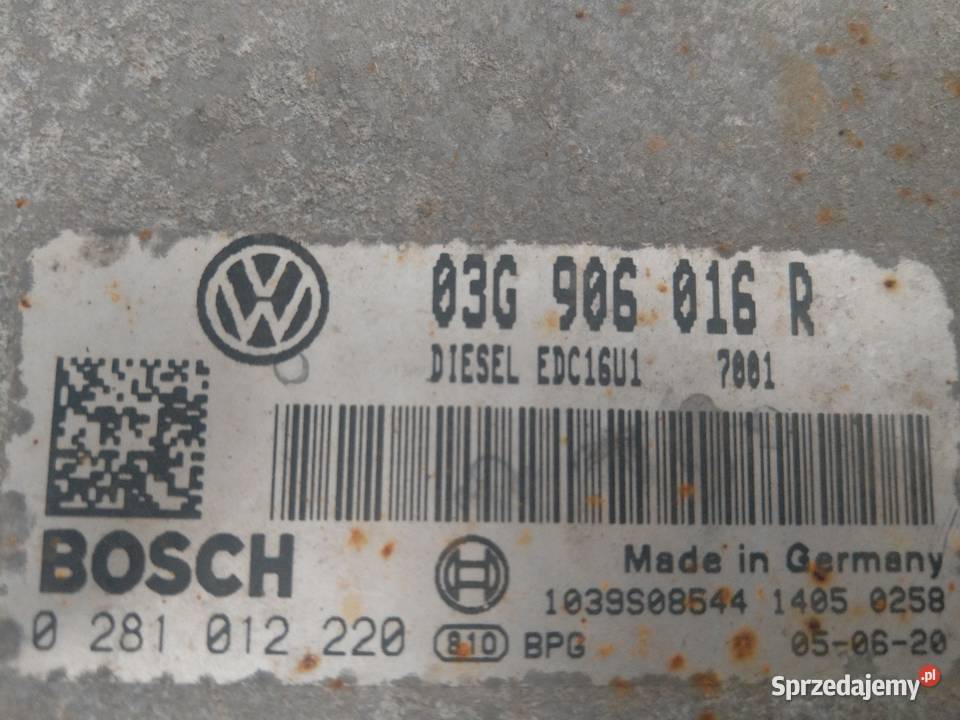 03G 906 016 R
DIESEL EDC16U1 7001
BOSCH
Made in Germany
1039S08544 1405 0258
0 281 012 220 810 BPG 05-06-20
Sprzedajemy.pl